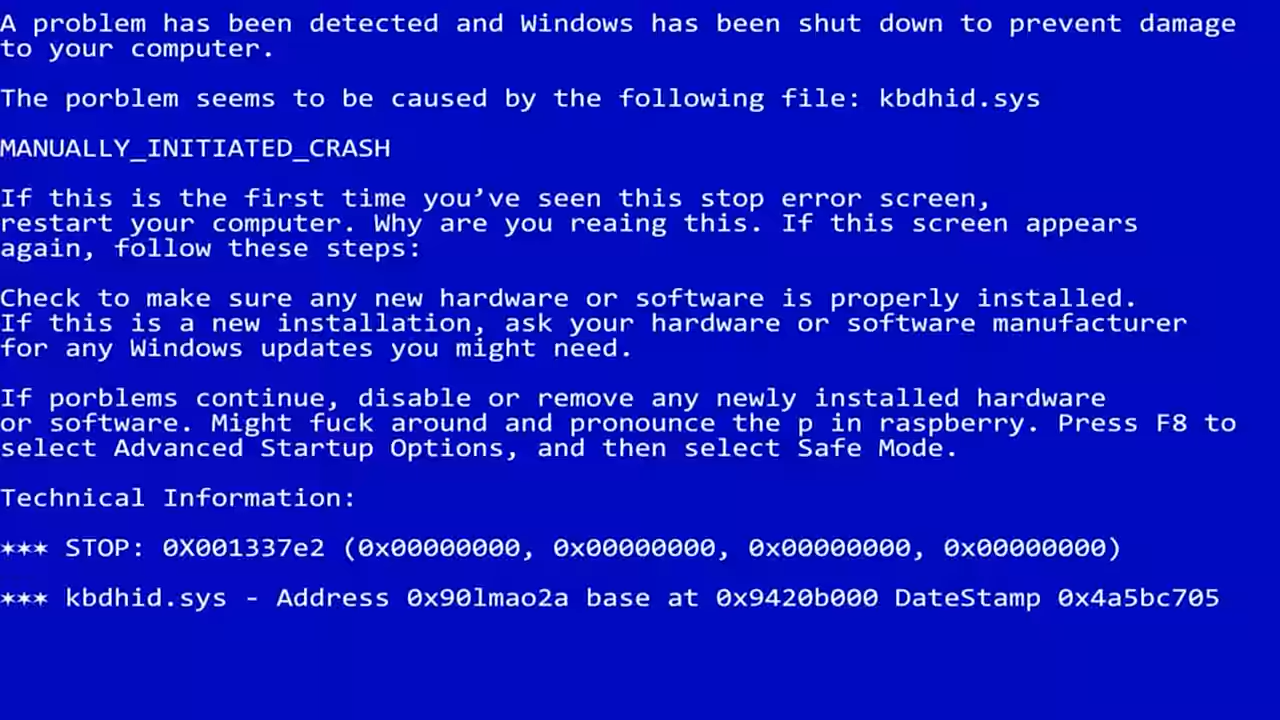 A problem has been detected and Windows has been shut down to prevent damage
to your computer.
The porblem seems to be caused by the following file: kbdhid.sys
MANUALLY_INITIATED_CRASH
If this is the first time you’ve seen this stop error screen,
restart your computer. Why are you reaing this. If this screen appears
again, follow these steps:
Check to make sure any new hardware or software is properly installed.
If this is a new installation, ask your hardware or software manufacturer
for any Windows updates you might need.
If porblems continue, disable or remove any newly installed hardware
or software. Might fuck around and pronounce the p in raspberry. Press F8 to
select Advanced Startup Options, and then select Safe Mode.
Technical Information:
*** STOP: 0X001337e2 (0x00000000, 0x00000000, 0x00000000, 0x00000000)
*** kbdhid.sys - Address 0x90lmao2a base at 0x9420b000 DateStamp 0x4a5bc705